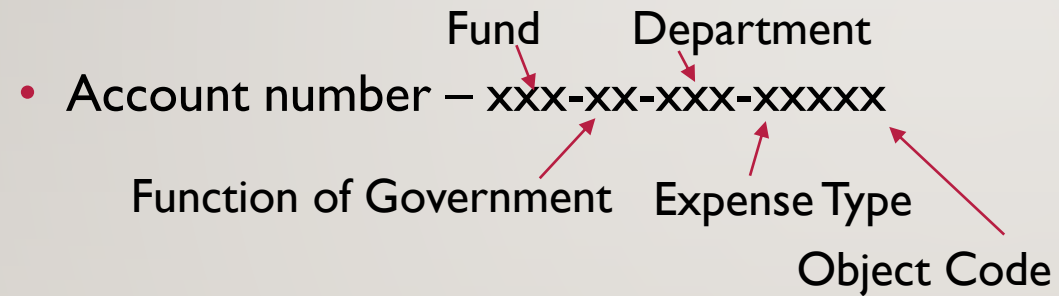 Fund Department
• Account number – xxx-xx-xxx-xxxxx
Function of Government Expense Type
Object Code